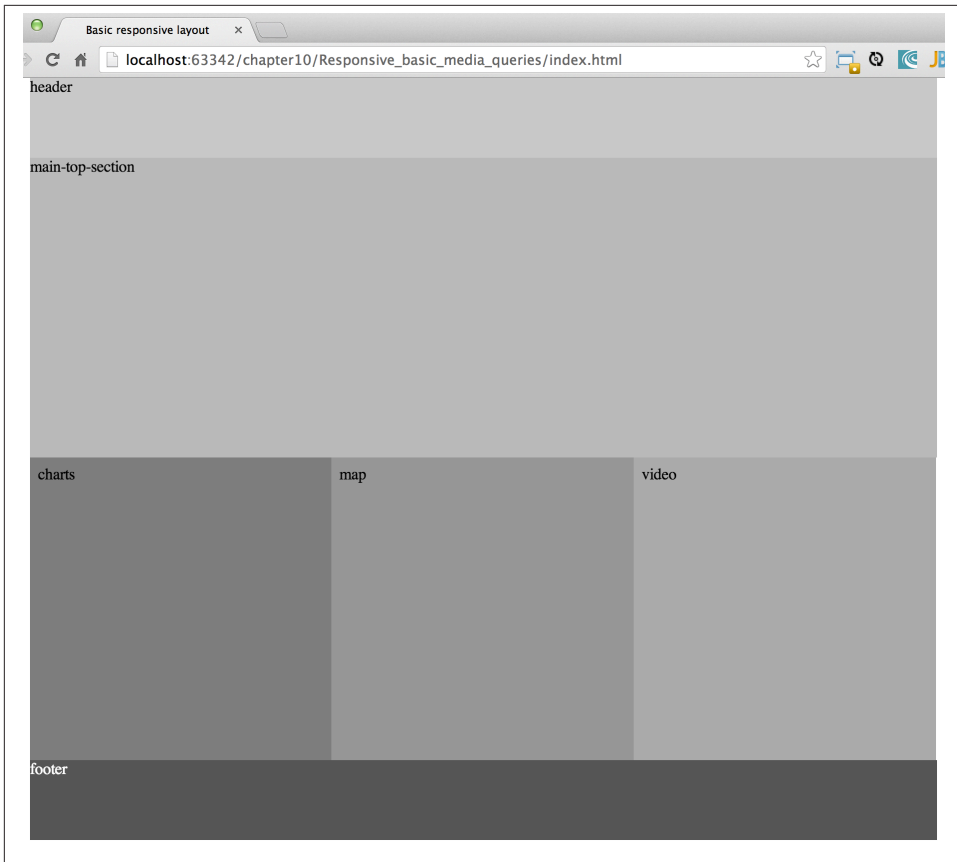 Basic responsive layout ×
localhost:63342/chapter10/Responsive_basic_media_queries/index.html
header
main-top-section
charts
map
video
footer